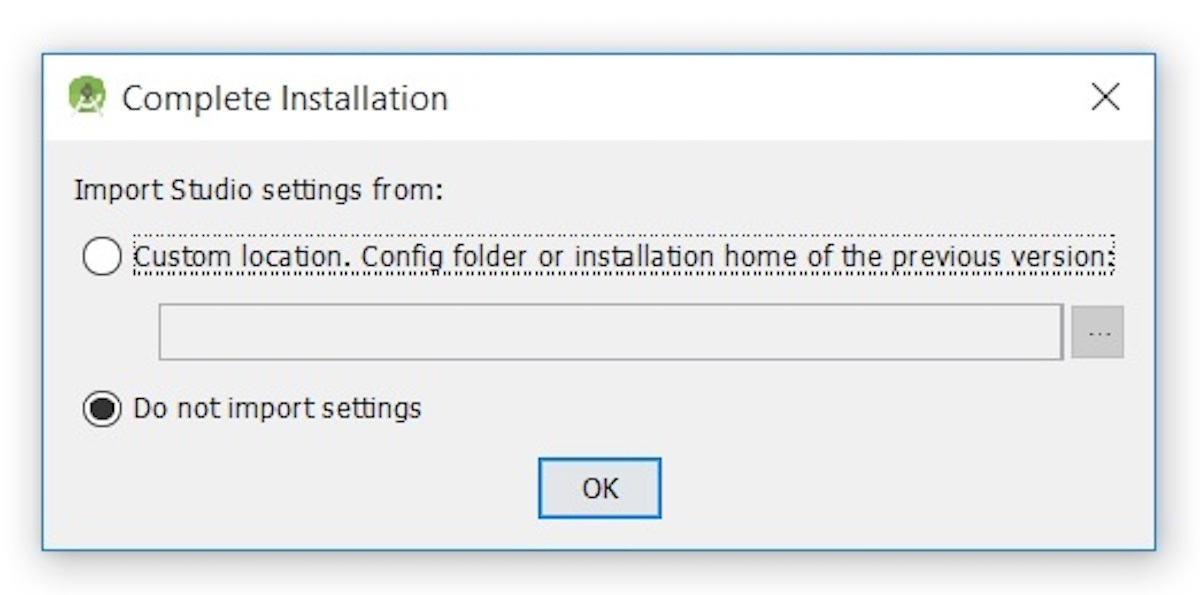 Complete Installation
Import Studio settings from:
Custom location. Config folder or installation home of the previous version:
...
Do not import settings
OK